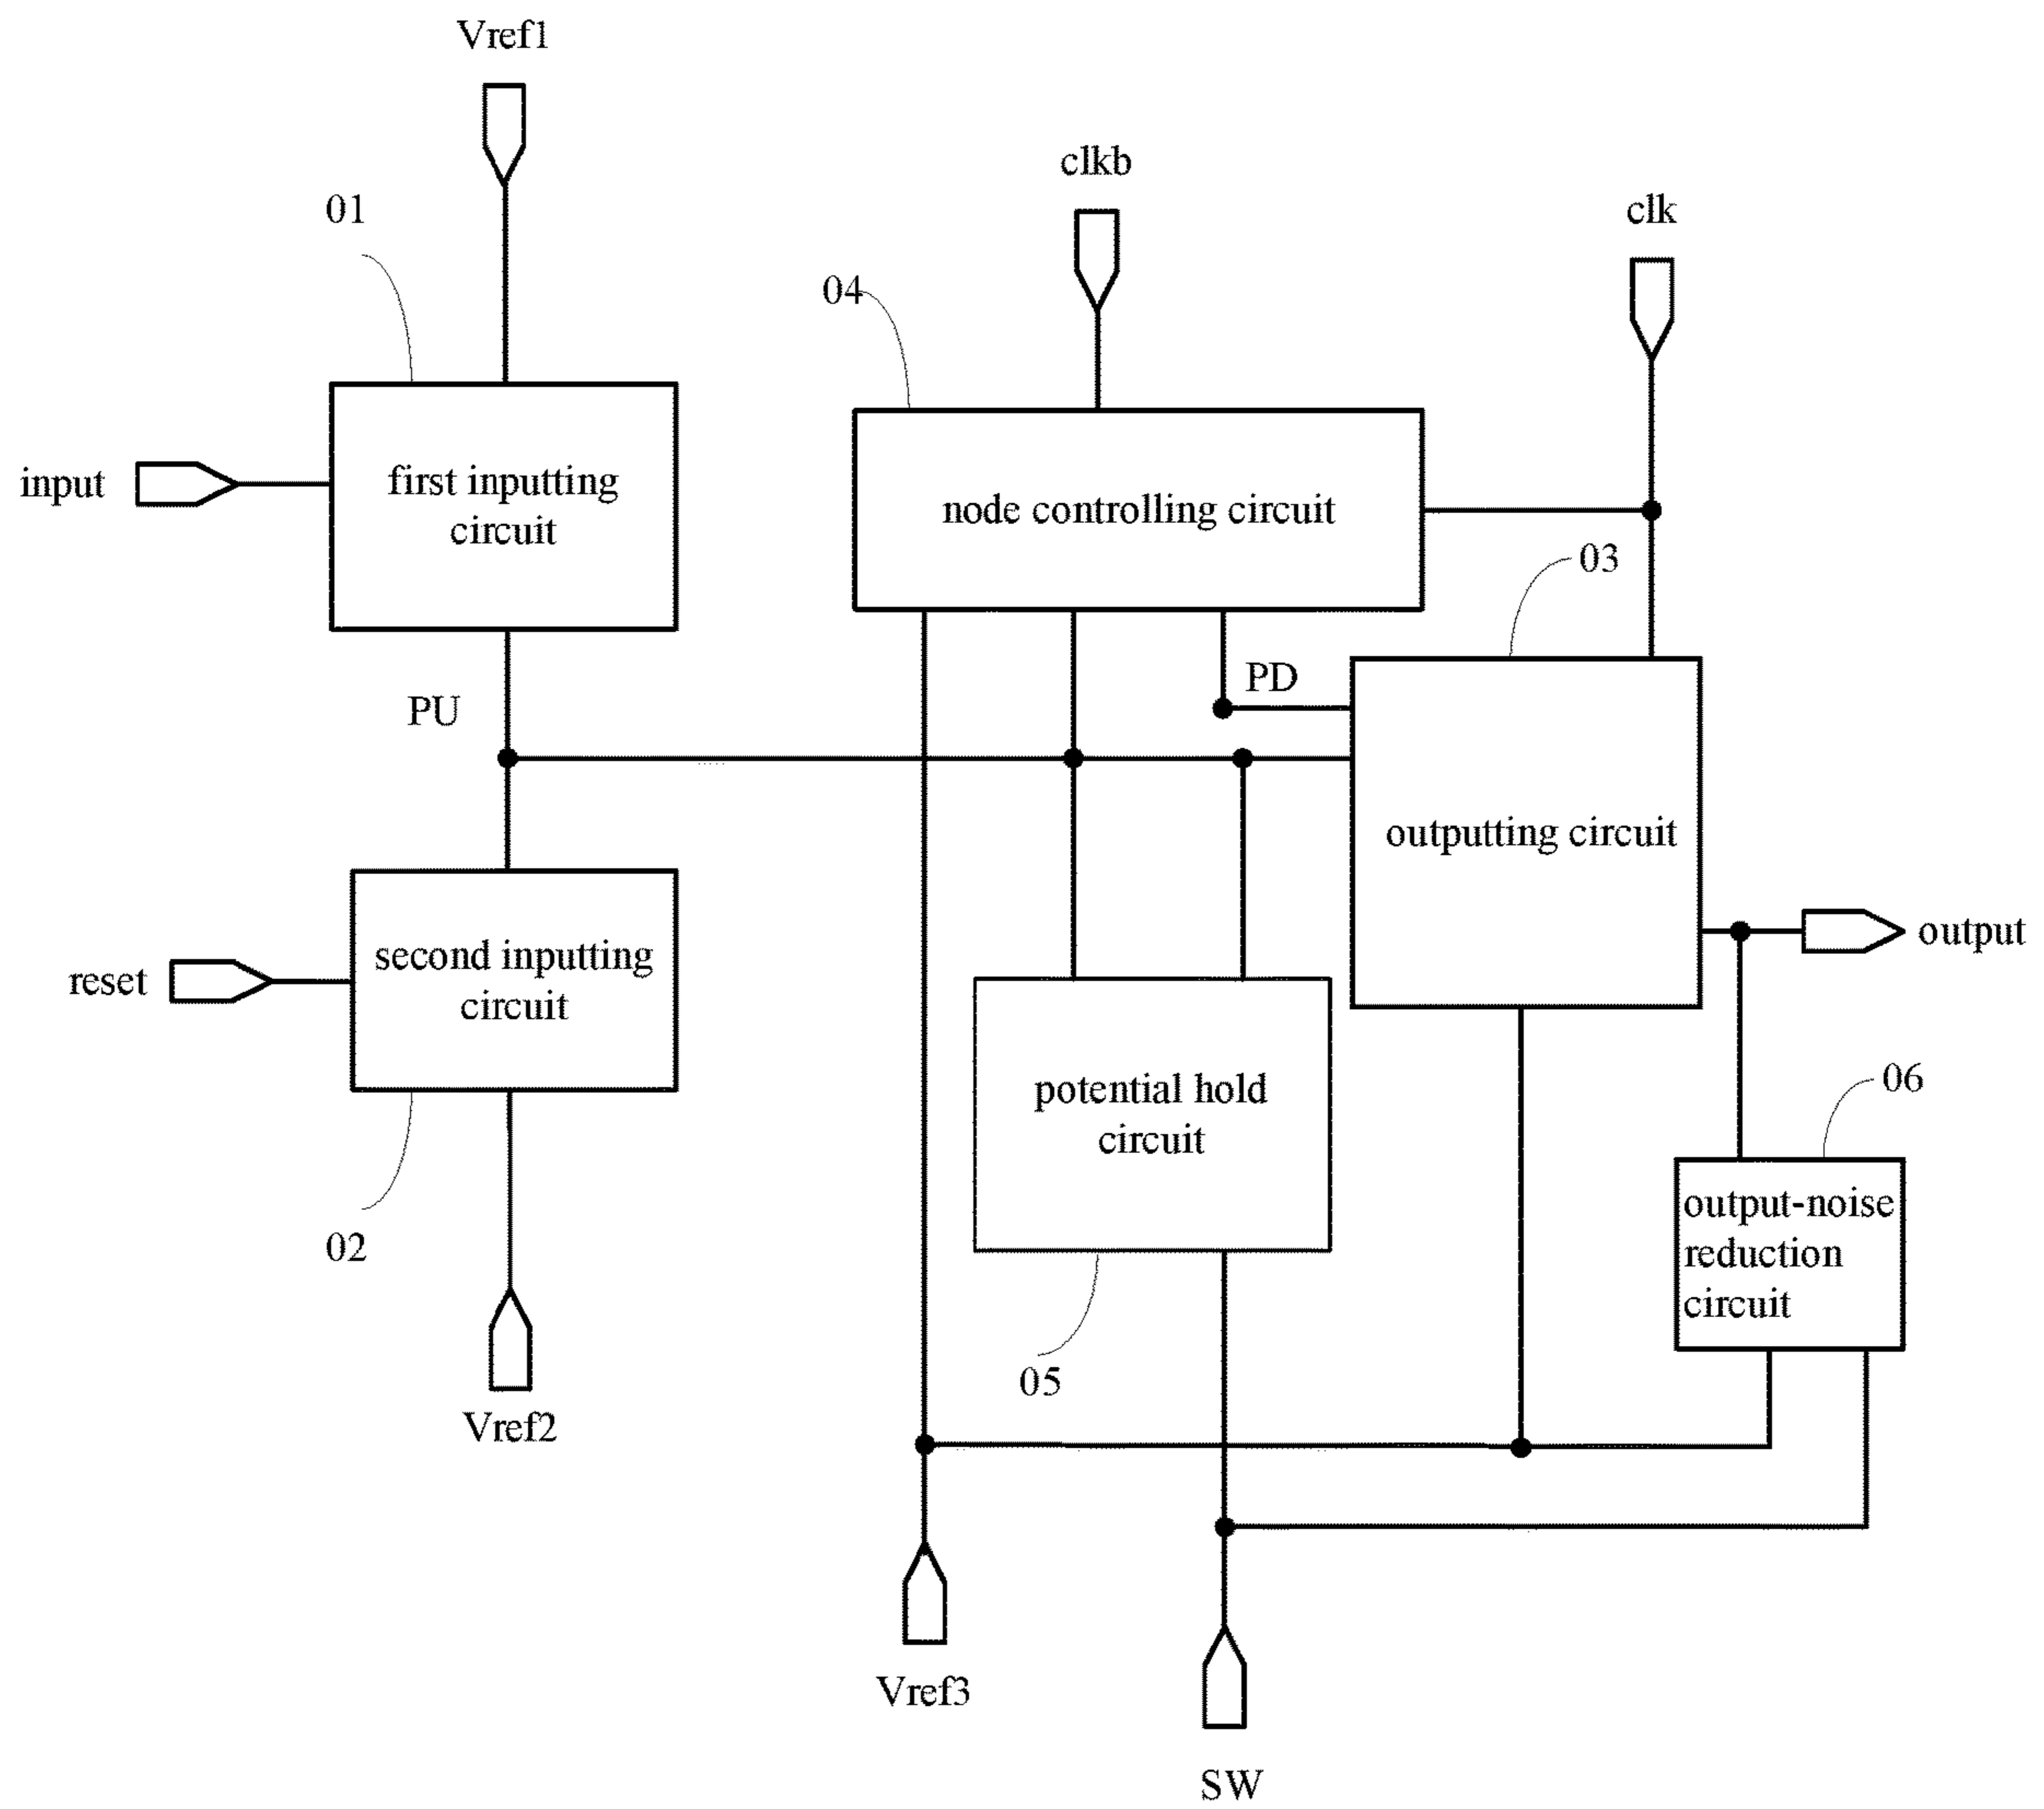 Vref1
clkb
clk
01
04
input
first inputting
circuit
node controlling circuit
03
PU
PD
outputting circuit
second inputting
circuit
reset
output
potential hold
circuit
06
output-noise
reduction
circuit
02
05
Vref2
Vref3
SW